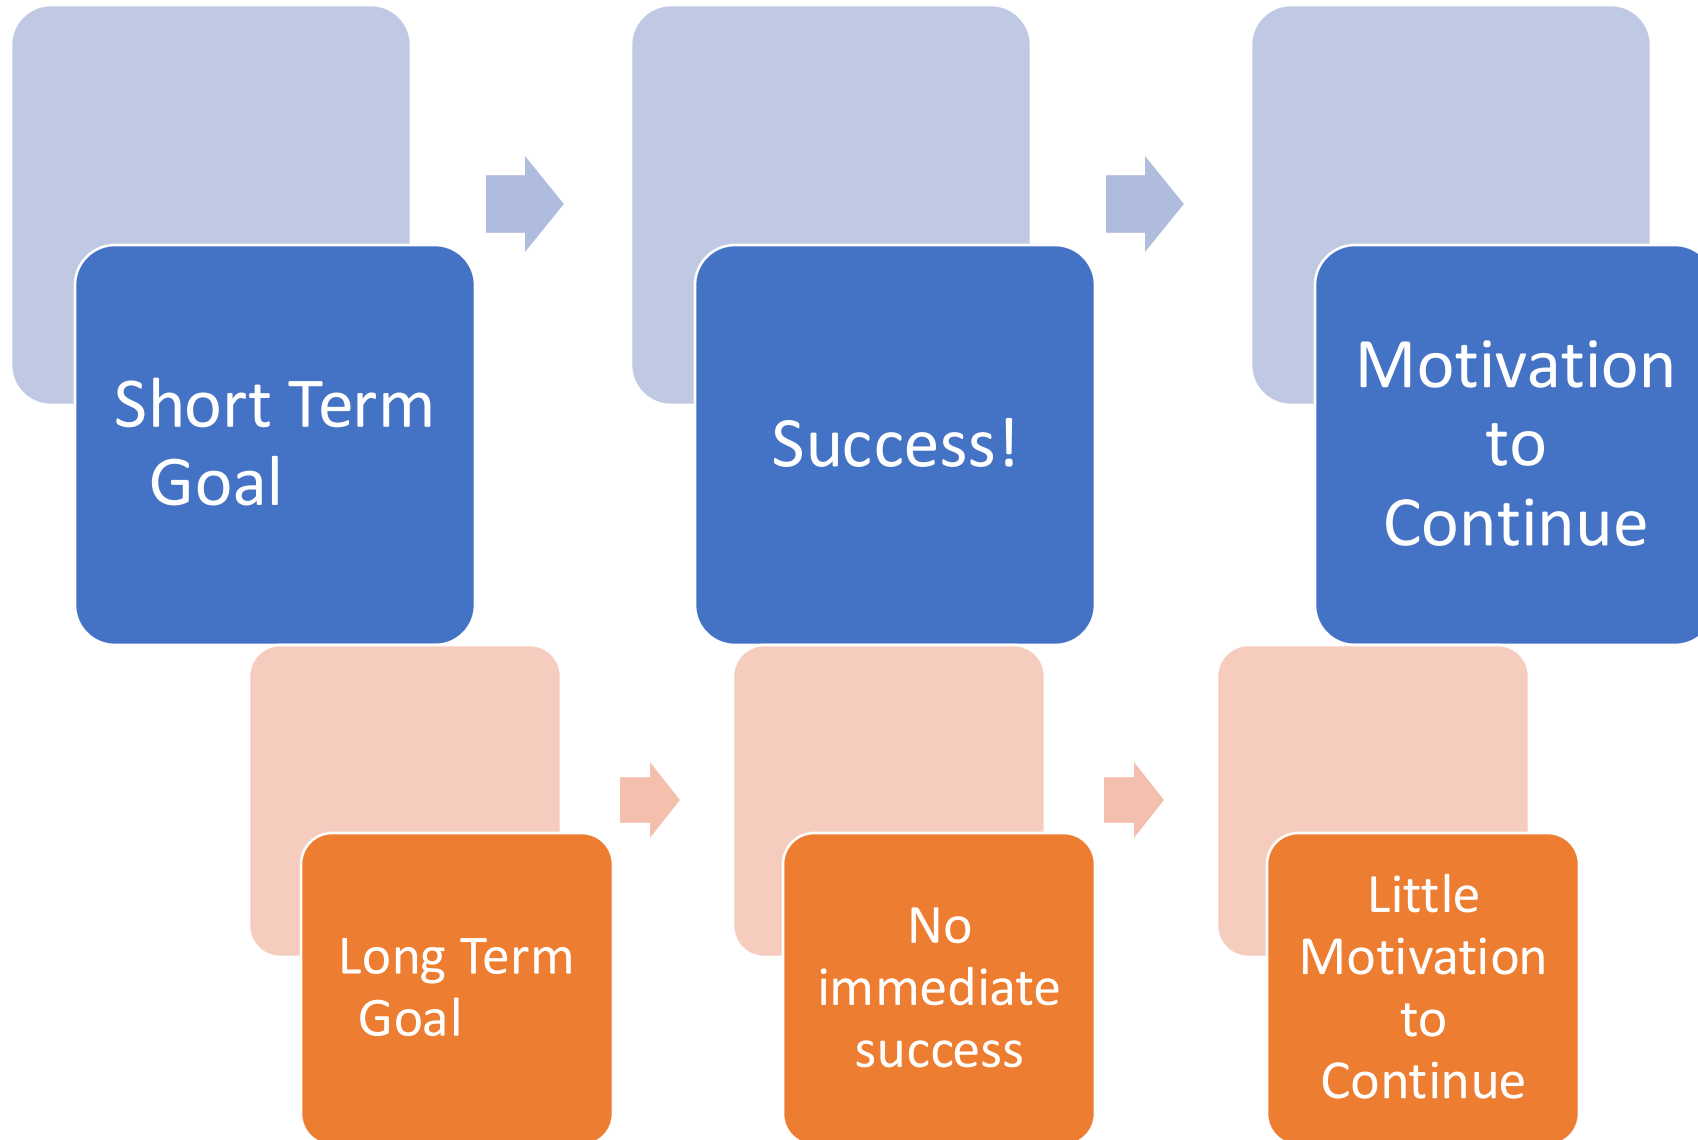 Short Term
Goal
Success!
Motivation
to
Continue
Long Term
Goal
No
immediate
success
Little
Motivation
to
Continue